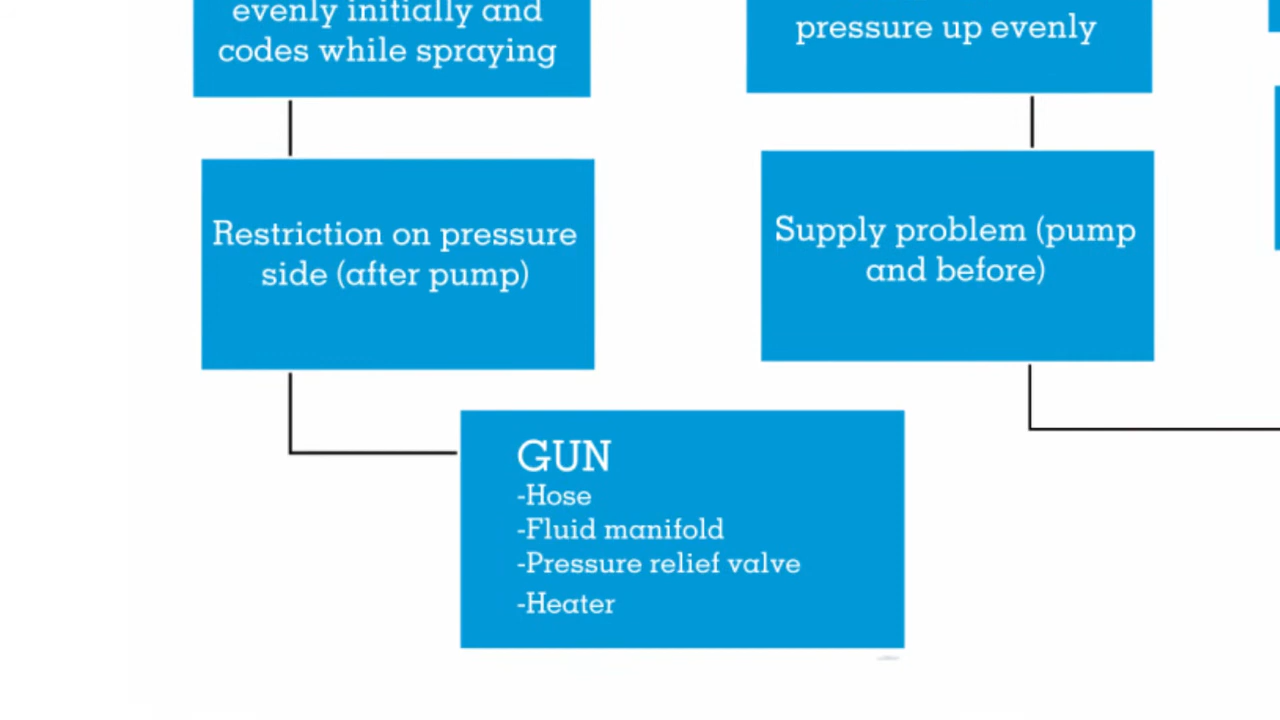 evenly initially and
codes while spraying
pressure up evenly
Restriction on pressure
side (after pump)
Supply problem (pump
and before)
GUN
-Hose
-Fluid manifold
-Pressure relief valve
-Heater